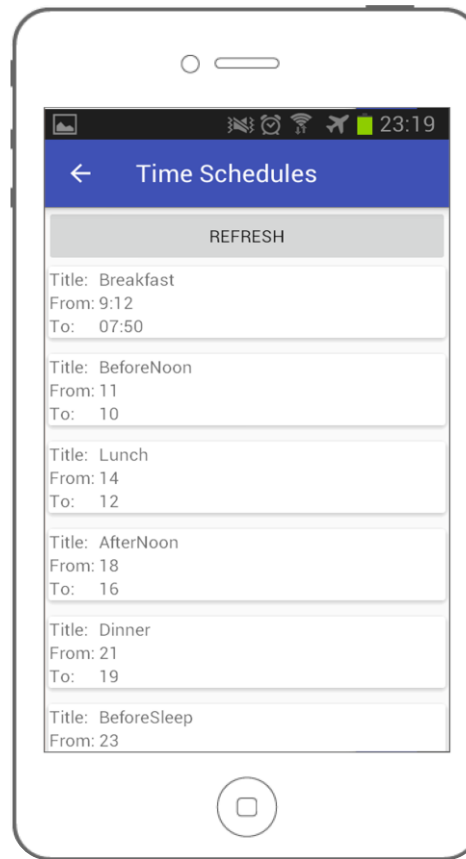 23:19
Time Schedules
REFRESH
Title: Breakfast
From: 9:12
To: 07:50
Title: BeforeNoon
From: 11
To: 10
Title: Lunch
From: 14
To: 12
Title: AfterNoon
From: 18
To: 16
Title: Dinner
From: 21
To: 19
Title: BeforeSleep
From: 23